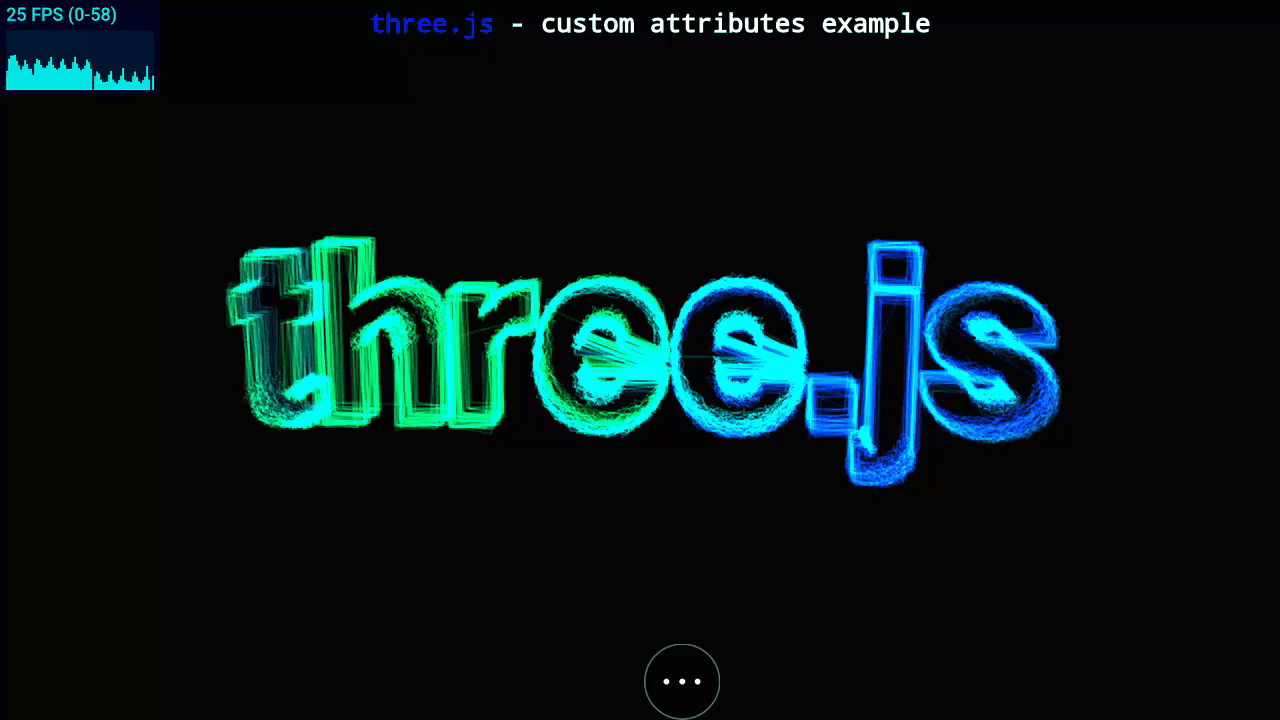 25 FPS (0-58)
three.js - custom attributes example
three.js